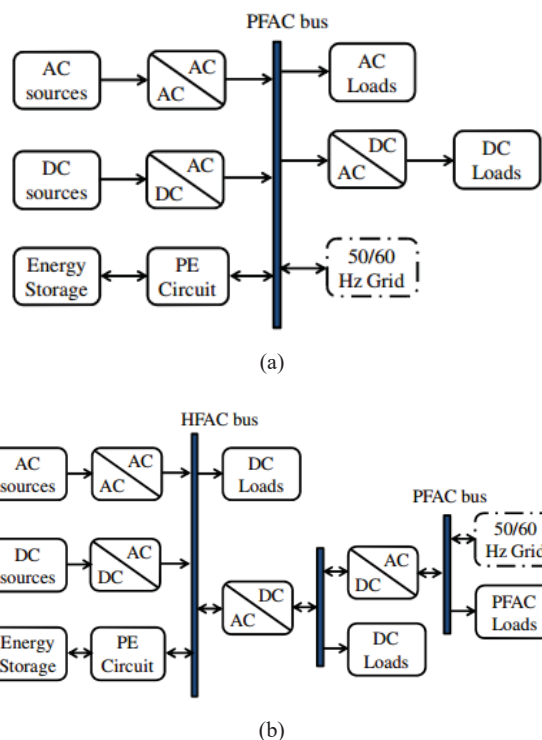 PFAC bus
AC
sources
AC
AC
AC
Loads
DC
sources
AC
DC
DC
AC
DC
Loads
Energy
Storage
PE
Circuit
50/60
Hz Grid
(a)
HFAC bus
AC
sources
AC
AC
DC
Loads
PFAC bus
DC
sources
AC
DC
AC
DC
50/60
Hz Grid
DC
AC
PFAC
Loads
Energy
Storage
PE
Circuit
DC
Loads
(b)